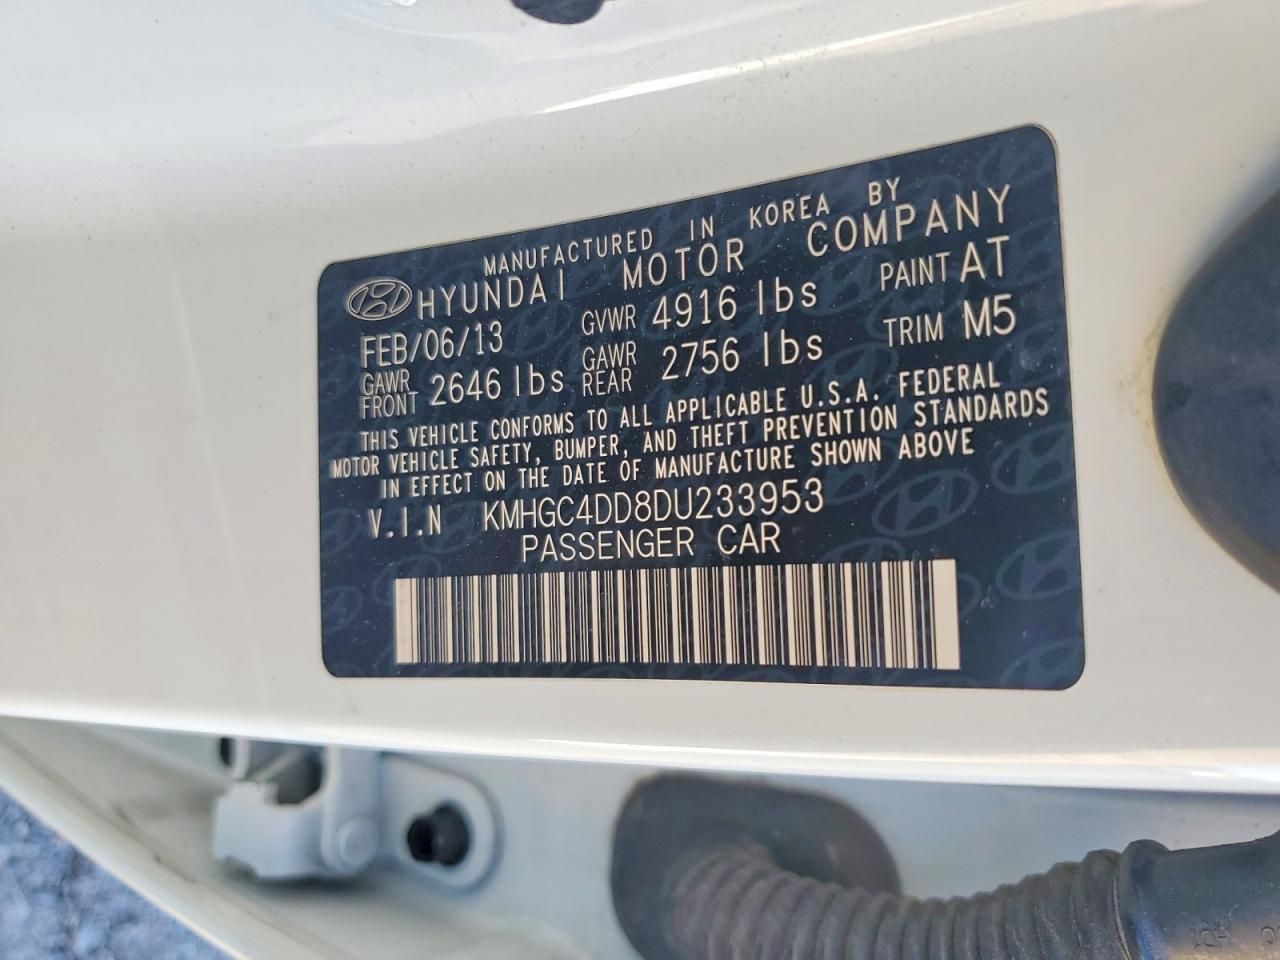 MANUFACTURED IN KOREA BY
HYUNDAI MOTOR COMPANY
FEB/06/13 GVWR 4916 lbs PAINT AT
GAWR FRONT 2646 lbs GAWR REAR 2756 lbs TRIM M5
THIS VEHICLE CONFORMS TO ALL APPLICABLE U.S.A. FEDERAL
MOTOR VEHICLE SAFETY, BUMPER, AND THEFT PREVENTION STANDARDS
IN EFFECT ON THE DATE OF MANUFACTURE SHOWN ABOVE
V.I.N KMHGC4DD8DU233953
PASSENGER CAR